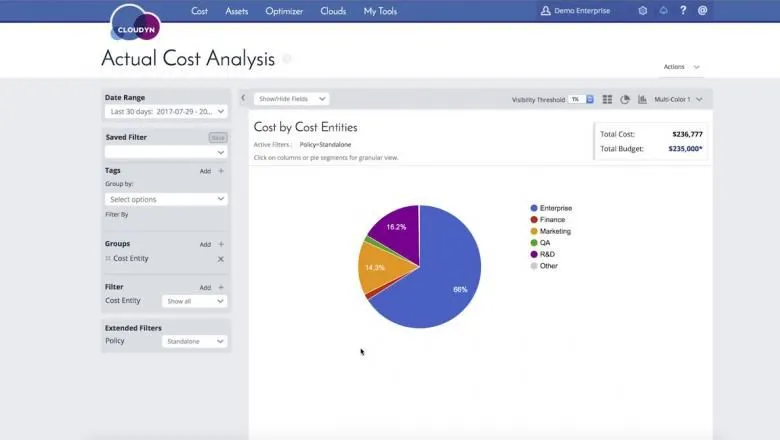 Cost Assets Optimizer Clouds My Tools Demo Enterprise ? @
CLOUDYN
Actual Cost Analysis
Actions
Date Range
Last 30 days: 2017-07-29 - 20...
Saved Filter Save
Tags Add +
Group by:
Select options
Filter By
Groups Add +
Cost Entity ×
Filter Add +
Cost Entity Show all
Extended Filters
Policy Standalone
Show/Hide Fields Visibility Threshold 1% Multi-Color 1
Cost by Cost Entities
Active Filters : Policy=Standalone
Click on columns or pie segments for granular view.
Total Cost: $236,777
Total Budget: $235,000*
16.2%
14.3%
66%
Enterprise
Finance
Marketing
QA
R&D
Other